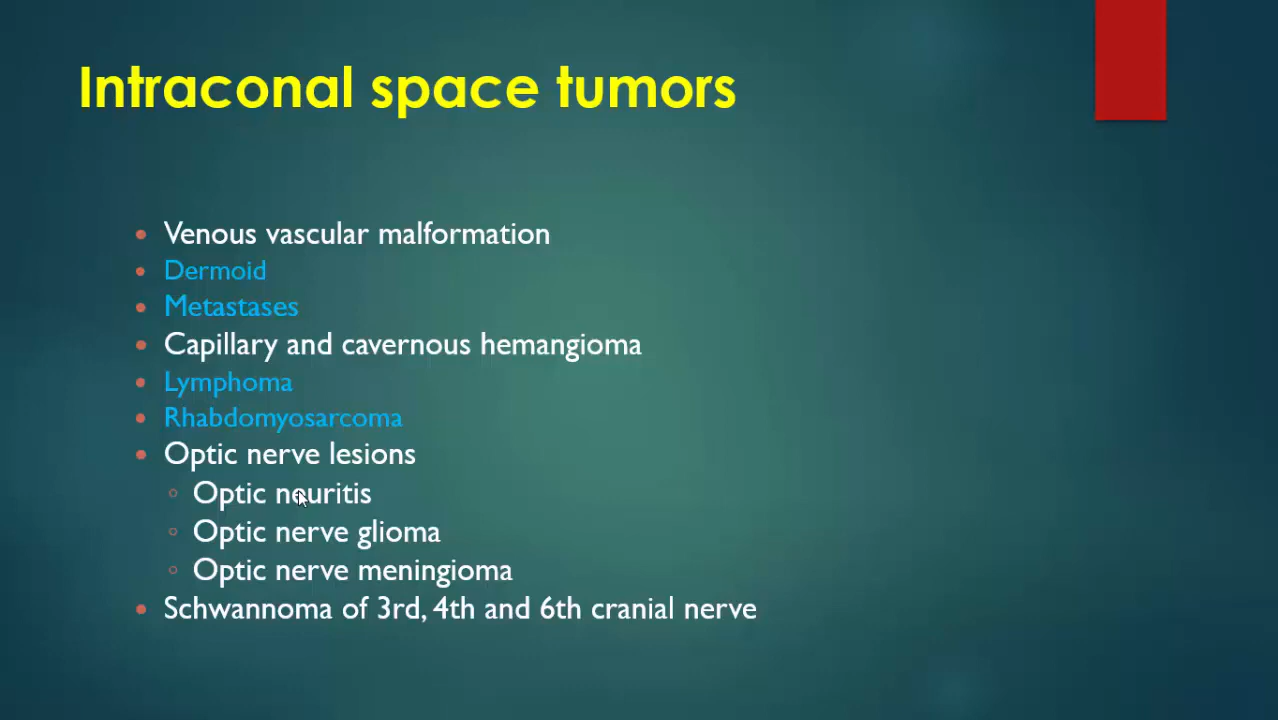 Intraconal space tumors
Venous vascular malformation
Dermoid
Metastases
Capillary and cavernous hemangioma
Lymphoma
Rhabdomyosarcoma
Optic nerve lesions
Optic neuritis
Optic nerve glioma
Optic nerve meningioma
Schwannoma of 3rd, 4th and 6th cranial nerve